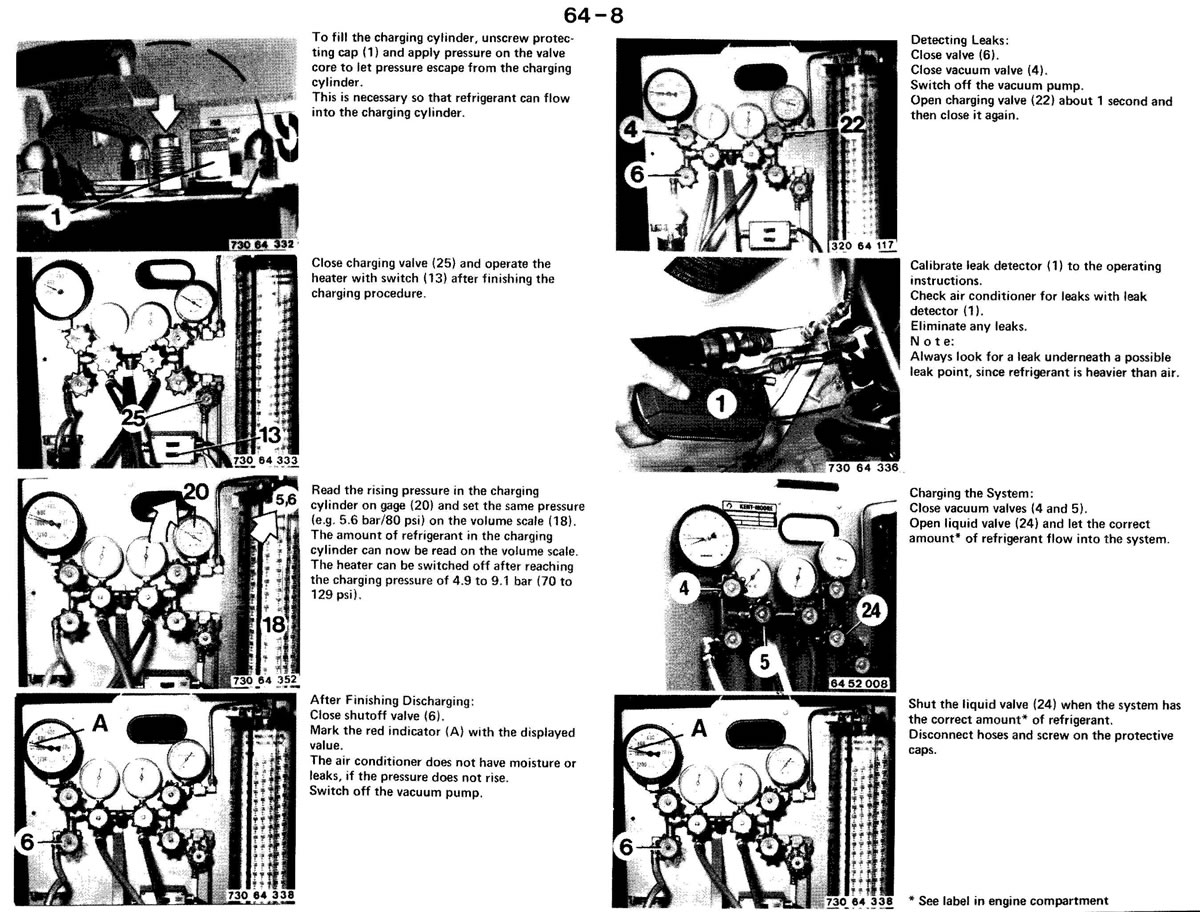 64-8
To fill the charging cylinder, unscrew protec-
ting cap (1) and apply pressure on the valve
core to let pressure escape from the charging
cylinder.
This is necessary so that refrigerant can flow
into the charging cylinder.
1
730 64 332
Close charging valve (25) and operate the
heater with switch (13) after finishing the
charging procedure.
25
13
730 64 333
Read the rising pressure in the charging
cylinder on gage (20) and set the same pressure
(e.g. 5.6 bar/80 psi) on the volume scale (18).
The amount of refrigerant in the charging
cylinder can now be read on the volume scale.
The heater can be switched off after reaching
the charging pressure of 4.9 to 9.1 bar (70 to
129 psi).
20
5,6
18
730 64 352
After Finishing Discharging:
Close shutoff valve (6).
Mark the red indicator (A) with the displayed
value.
The air conditioner does not have moisture or
leaks, if the pressure does not rise.
Switch off the vacuum pump.
A
6
730 64 338
Detecting Leaks:
Close valve (6).
Close vacuum valve (4).
Switch off the vacuum pump.
Open charging valve (22) about 1 second and
then close it again.
4
22
6
320 64 117
Calibrate leak detector (1) to the operating
instructions.
Check air conditioner for leaks with leak
detector (1).
Eliminate any leaks.
N o t e:
Always look for a leak underneath a possible
leak point, since refrigerant is heavier than air.
1
730 64 336
Charging the System:
Close vacuum valves (4 and 5).
Open liquid valve (24) and let the correct
amount* of refrigerant flow into the system.
KENT-MOORE
4
24
5
64 52 008
Shut the liquid valve (24) when the system has
the correct amount* of refrigerant.
Disconnect hoses and screw on the protective
caps.
A
6
730 64 338
* See label in engine compartment